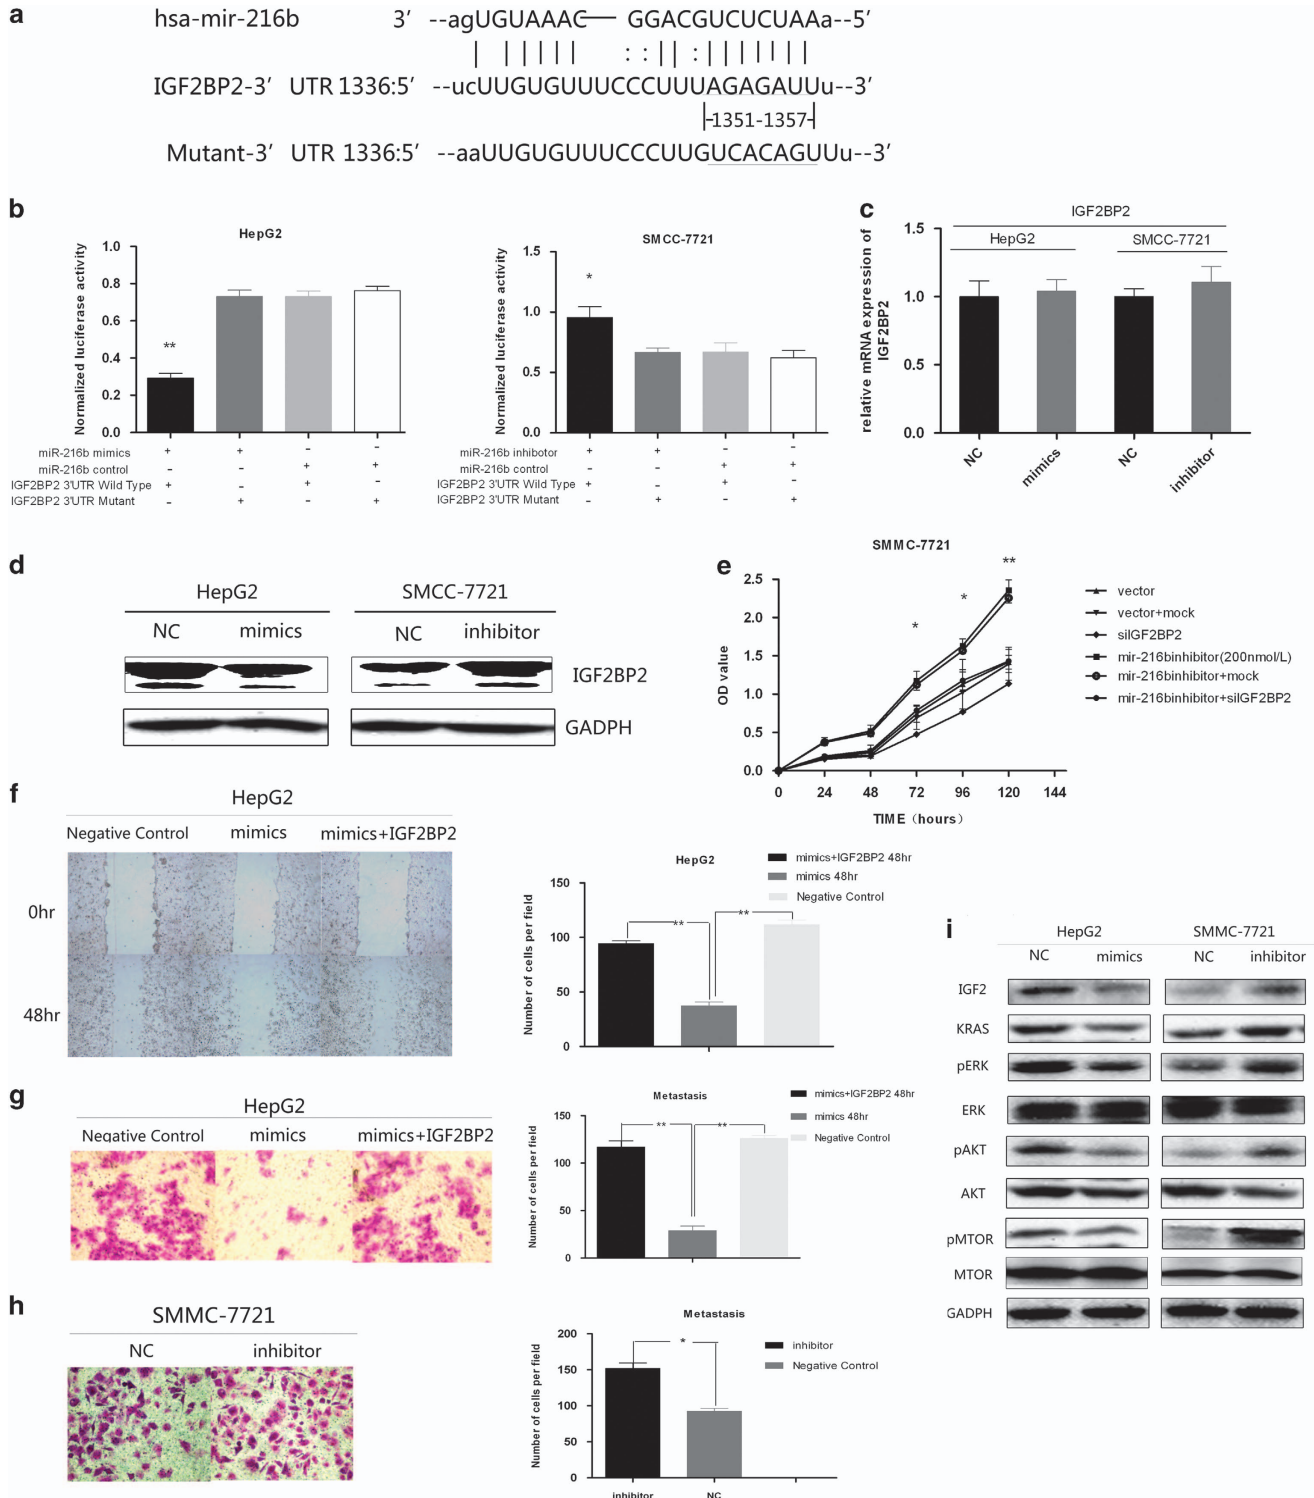 a
hsa-mir-216b 3′ --agUGUAAAC— GGACGUCUCUAAa--5′
IGF2BP2-3′ UTR 1336:5′ --ucUUGUGUUUCCCUUUAGAGAUUu--3′
1351-1357
Mutant-3′ UTR 1336:5′ --aaUUGUGUUUCCCUUGUCACAGUUu--3′
b
HepG2
Normalized luciferase activity
1.0
0.8
0.6
0.4
0.2
0.0
**
miR-216b mimics + + - -
miR-216b control - - + +
IGF2BP2 3'UTR Wild Type + - + -
IGF2BP2 3'UTR Mutant - + - +
SMCC-7721
Normalized luciferase activity
1.5
1.0
0.5
0.0
*
miR-216b inhibotor + + - -
miR-216b control - - + +
IGF2BP2 3'UTR Wild Type + - + -
IGF2BP2 3'UTR Mutant - + - +
c
IGF2BP2
HepG2 SMCC-7721
relative mRNA expression of IGF2BP2
1.5
1.0
0.5
0.0
NC mimics NC inhibitor
d
HepG2 SMCC-7721
NC mimics NC inhibitor
IGF2BP2
GADPH
e
SMMC-7721
OD value
2.5
2.0
1.5
1.0
0.5
0.0
* * **
0 24 48 72 96 120 144
TIME (hours)
vector
vector+mock
siIGF2BP2
mir-216binhibitor(200nmol/L)
mir-216binhibitor+mock
mir-216binhibitor+siIGF2BP2
f
HepG2
Negative Control mimics mimics+IGF2BP2
0hr
48hr
HepG2
mimics+IGF2BP2 48hr
mimics 48hr
Negative Control
Number of cells per field
150
100
50
0
** **
g
HepG2
Negative Control mimics mimics+IGF2BP2
Metastasis
mimics+IGF2BP2 48hr
mimics 48hr
Negative Control
Number of cells per field
150
100
50
0
** **
h
SMMC-7721
NC inhibitor
Metastasis
inhibitor
Negative Control
Number of cells per field
200
150
100
50
0
*
inhibitor NC
i
HepG2 SMMC-7721
NC mimics NC inhibitor
IGF2
KRAS
pERK
ERK
pAKT
AKT
pMTOR
MTOR
GADPH